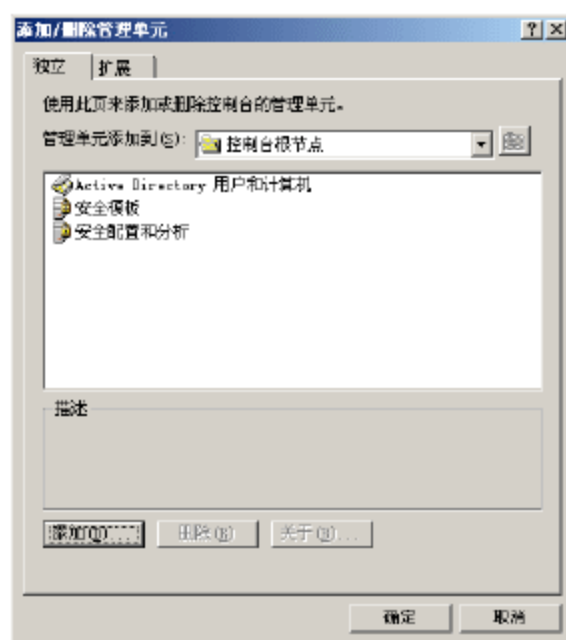 添加/删除管理单元
独立 扩展
使用此页来添加或删除控制台的管理单元。
管理单元添加到(S): 控制台根节点
Active Directory 用户和计算机
安全模板
安全配置和分析
描述
添加(D)... 删除(R) 关于(B)...
确定 取消